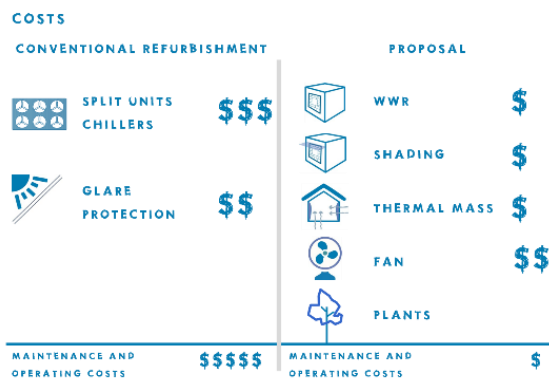 COSTS
CONVENTIONAL REFURBISHMENT
SPLIT UNITS $$$
CHILLERS
GLARE $$
PROTECTION
MAINTENANCE AND $$$$$
OPERATING COSTS
PROPOSAL
WWR $
SHADING $
THERMAL MASS $
FAN $$
PLANTS
MAINTENANCE AND $
OPERATING COSTS